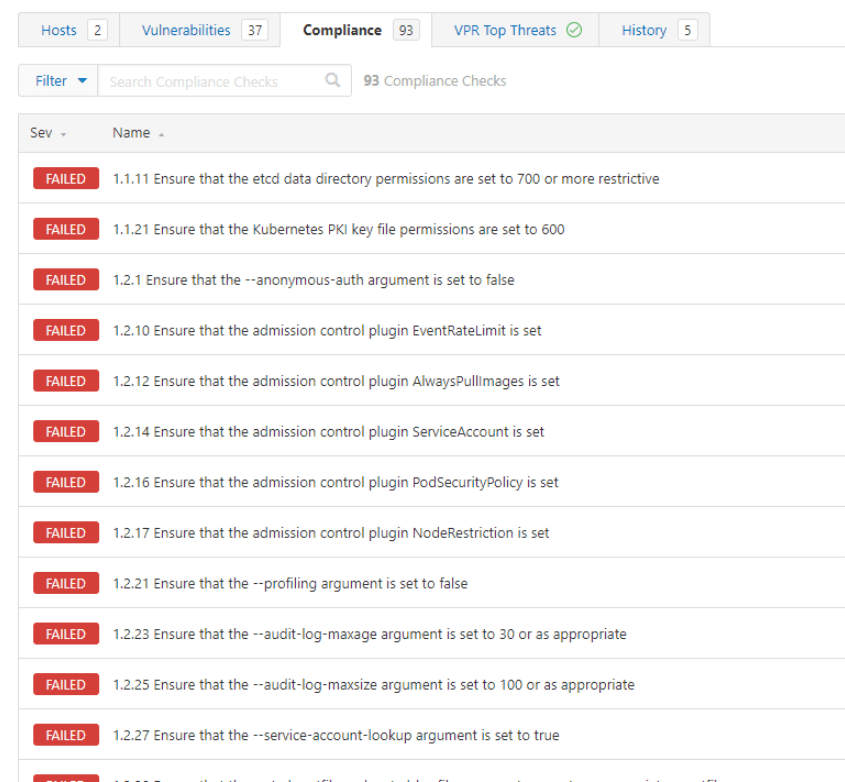 Hosts 2 Vulnerabilities 37 Compliance 93 VPR Top Threats History 5
Filter Search Compliance Checks 93 Compliance Checks
Sev Name
FAILED 1.1.11 Ensure that the etcd data directory permissions are set to 700 or more restrictive
FAILED 1.1.21 Ensure that the Kubernetes PKI key file permissions are set to 600
FAILED 1.2.1 Ensure that the --anonymous-auth argument is set to false
FAILED 1.2.10 Ensure that the admission control plugin EventRateLimit is set
FAILED 1.2.12 Ensure that the admission control plugin AlwaysPullImages is set
FAILED 1.2.14 Ensure that the admission control plugin ServiceAccount is set
FAILED 1.2.16 Ensure that the admission control plugin PodSecurityPolicy is set
FAILED 1.2.17 Ensure that the admission control plugin NodeRestriction is set
FAILED 1.2.21 Ensure that the --profiling argument is set to false
FAILED 1.2.23 Ensure that the --audit-log-maxage argument is set to 30 or as appropriate
FAILED 1.2.25 Ensure that the --audit-log-maxsize argument is set to 100 or as appropriate
FAILED 1.2.27 Ensure that the --service-account-lookup argument is set to true